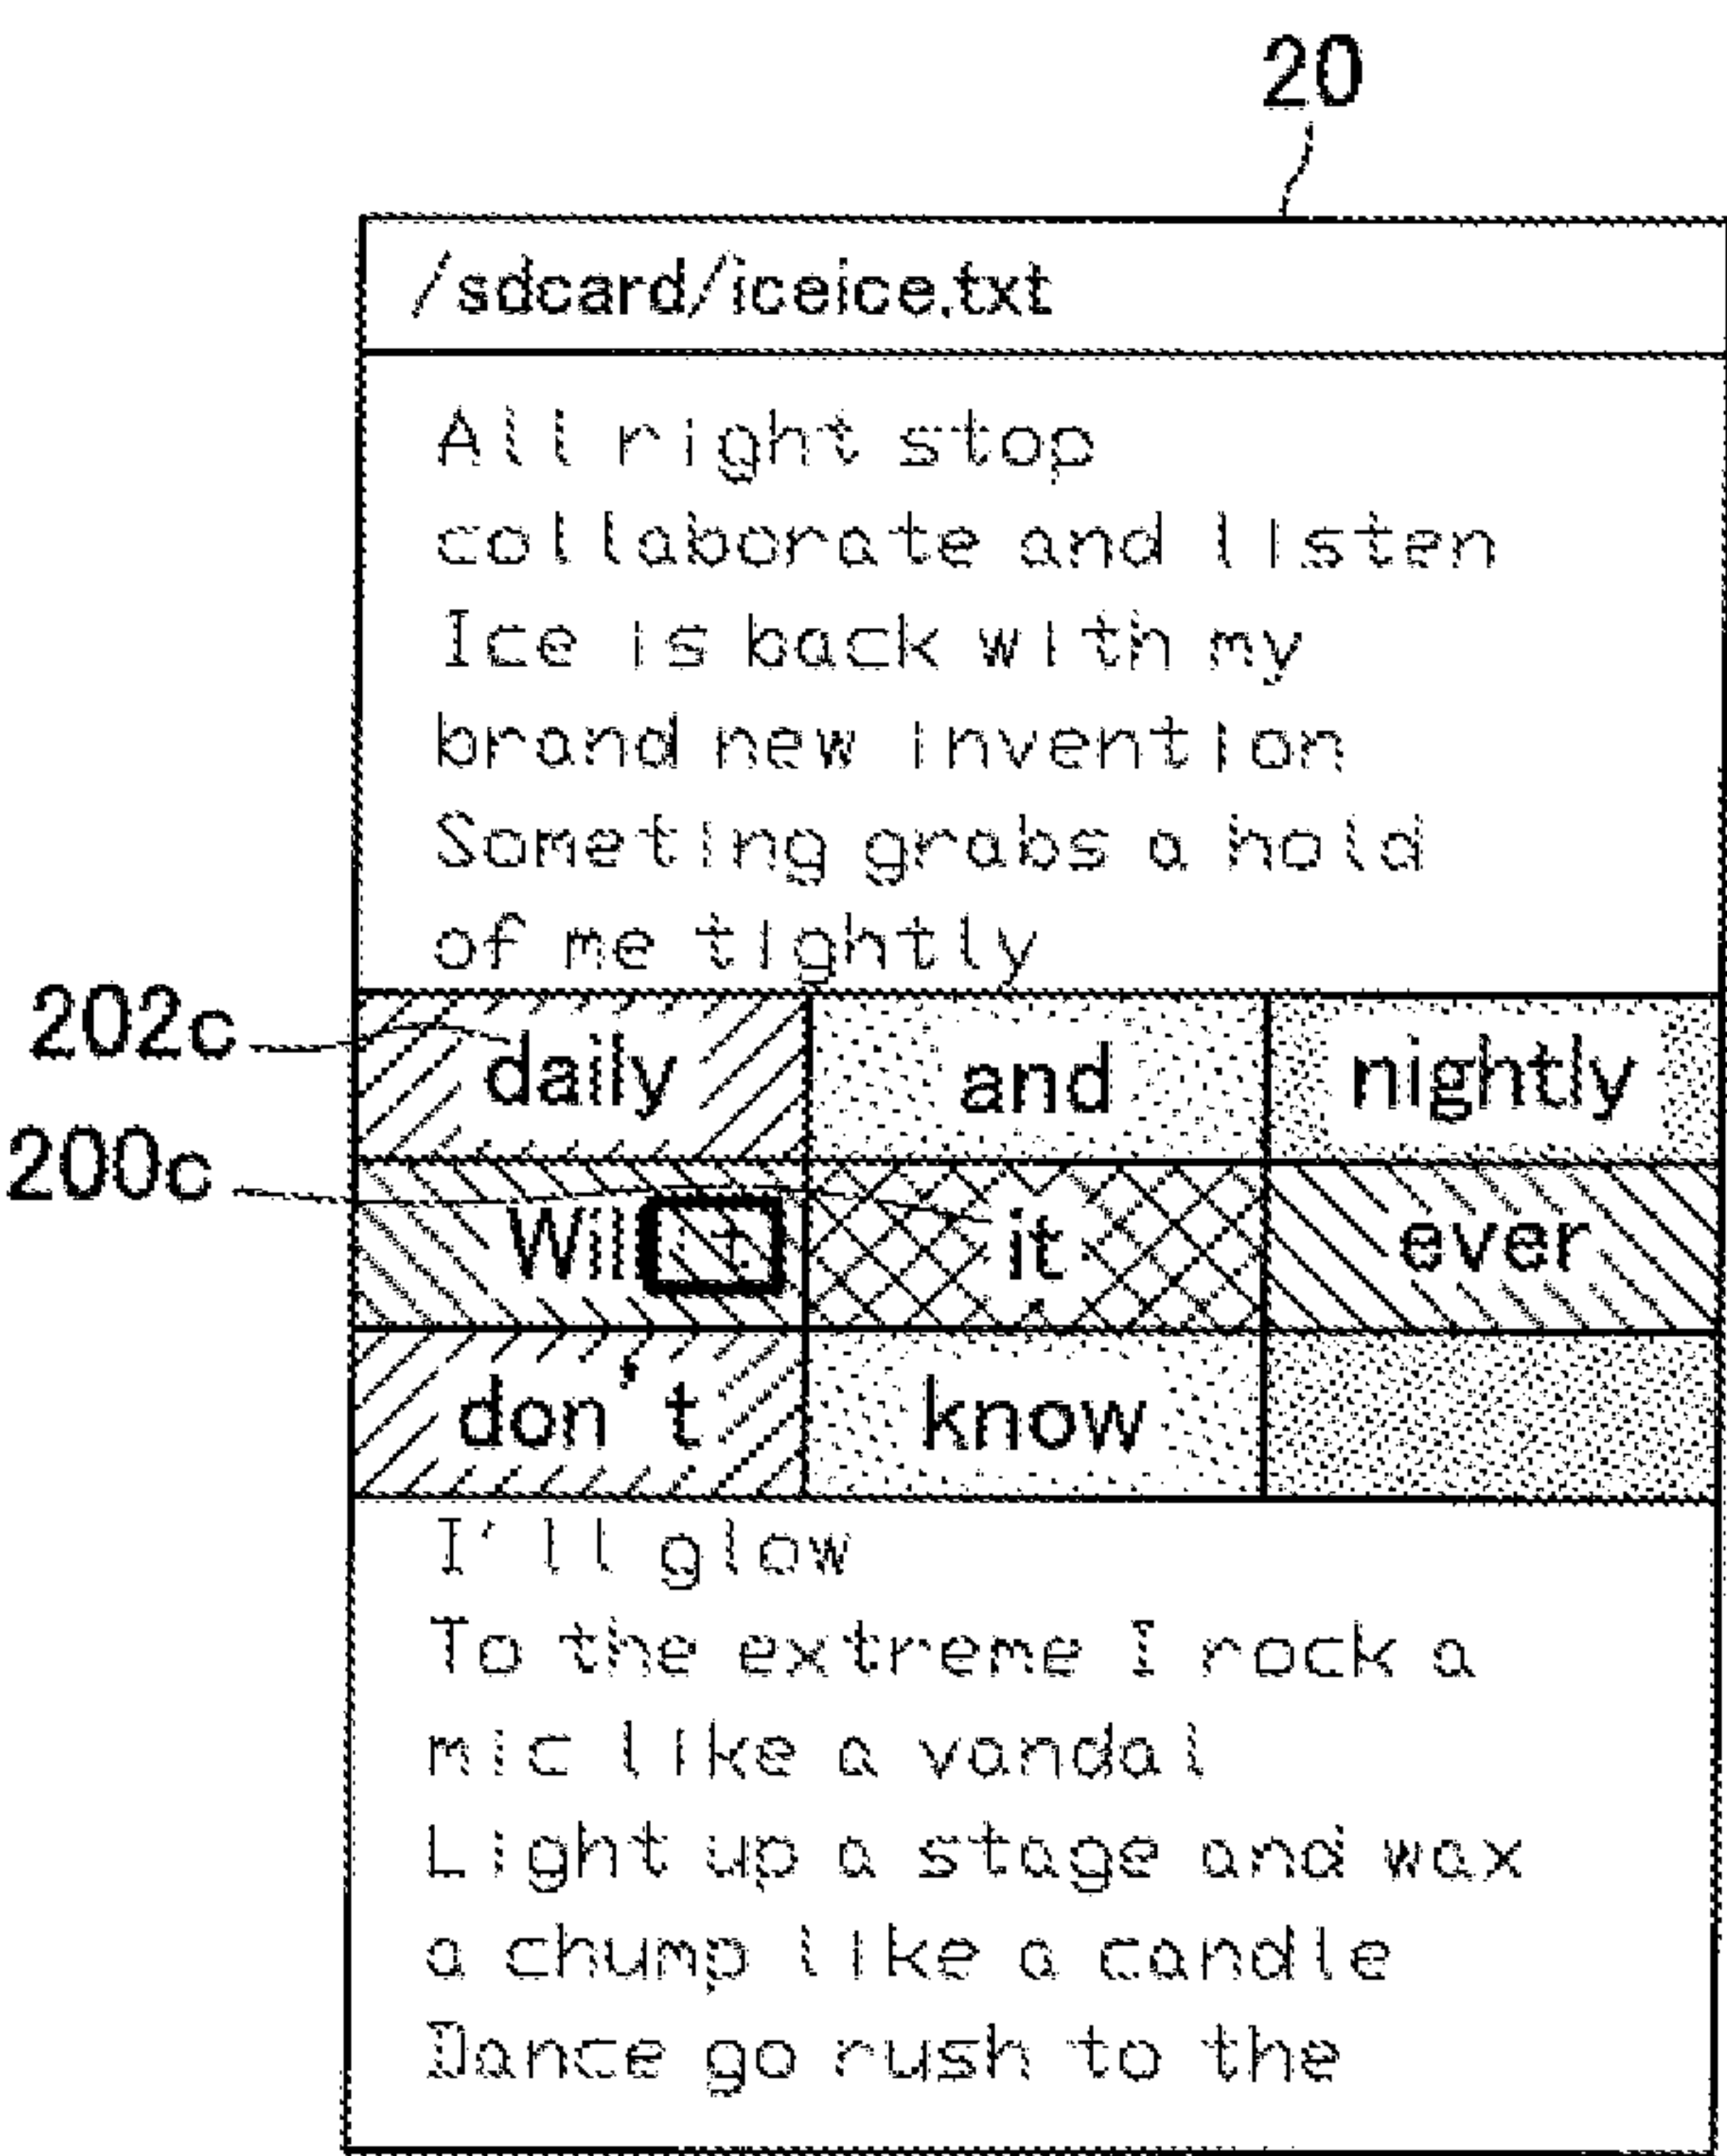 20
/sdcard/iceice.txt
All right stop
collaborate and listen
Ice is back with my
brand new invention
Someting grabs a hold
of me tightly
202c daily and nightly
200c Will it ever
don't know
I'll glow
To the extreme I rock a
mic like a vandal
Light up a stage and wax
a chump like a candle
Dance go rush to the